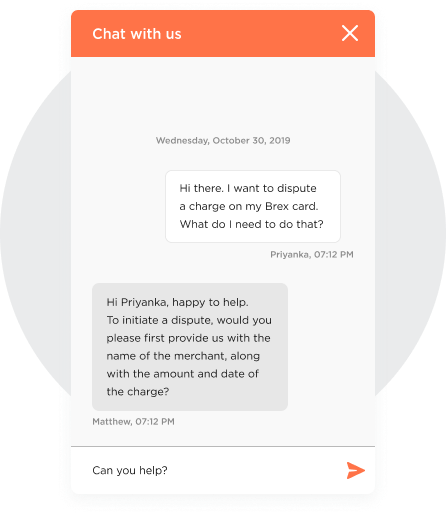 Chat with us
Wednesday, October 30, 2019
Hi there. I want to dispute
a charge on my Brex card.
What do I need to do that?
Priyanka, 07:12 PM
Hi Priyanka, happy to help.
To initiate a dispute, would you
please first provide us with the
name of the merchant, along
with the amount and date of
the charge?
Matthew, 07:12 PM
Can you help?